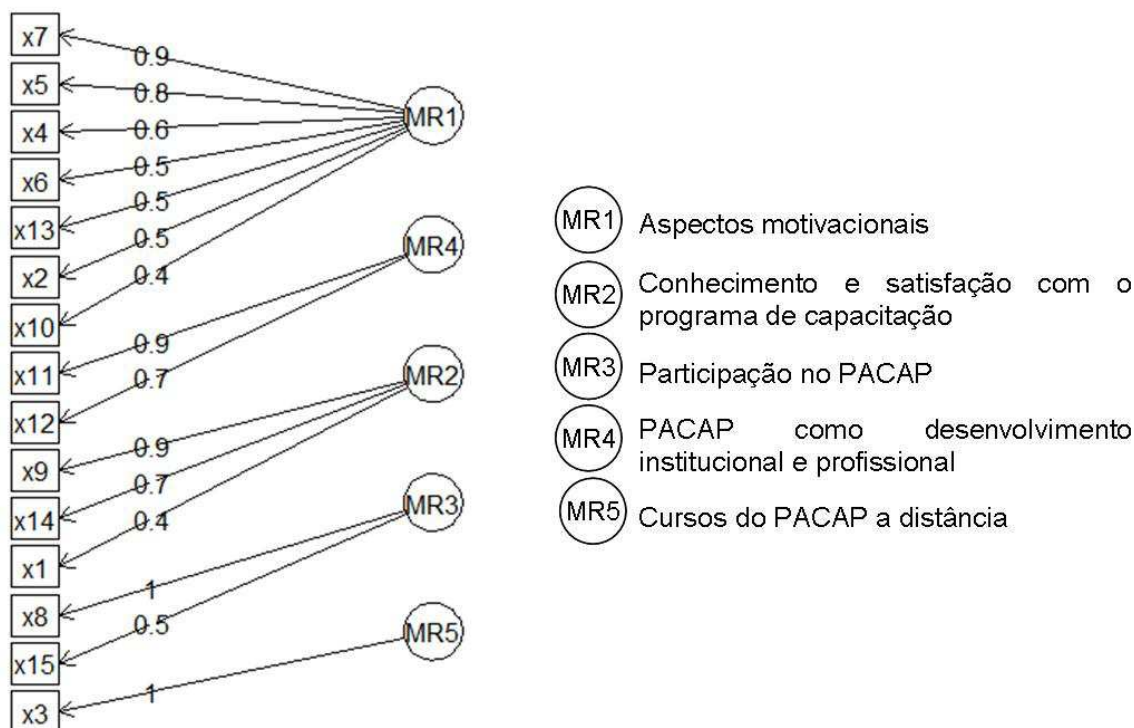 x7
x5
x4
x6
x13
x2
x10
x11
x12
x9
x14
x1
x8
x15
x3
0.9
0.8
0.6
0.5
0.5
0.5
0.4
0.9
0.7
0.9
0.7
0.4
1
0.5
1
MR1
MR4
MR2
MR3
MR5
MR1 Aspectos motivacionais
MR2 Conhecimento e satisfação com o
programa de capacitação
MR3 Participação no PACAP
MR4 PACAP como desenvolvimento
institucional e profissional
MR5 Cursos do PACAP a distância